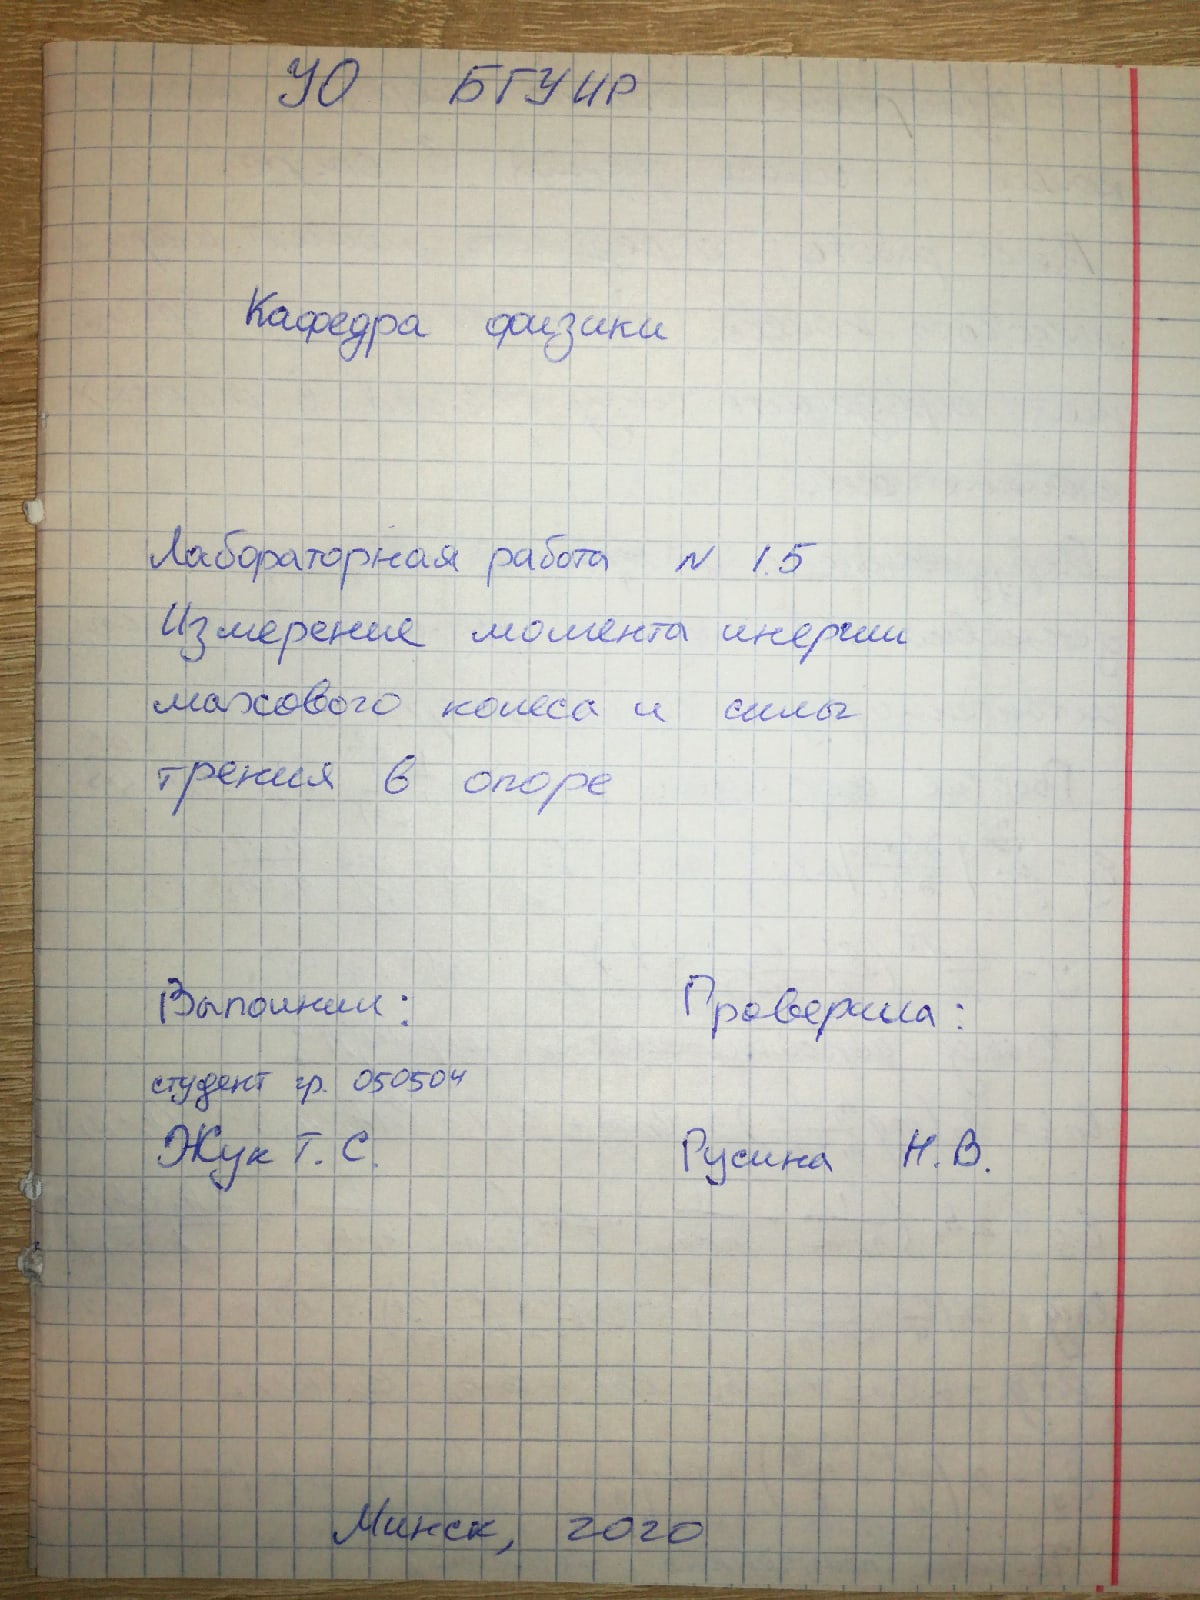 УО БГУИР
Кафедра физики
Лабораторная работа N 1.5
Измерение момента инерции
махового колеса и силы
трения в опоре
Выполнил: Проверила:
студент гр. 050504
Жук Т. С. Русина Н. В.
Минск, 2020